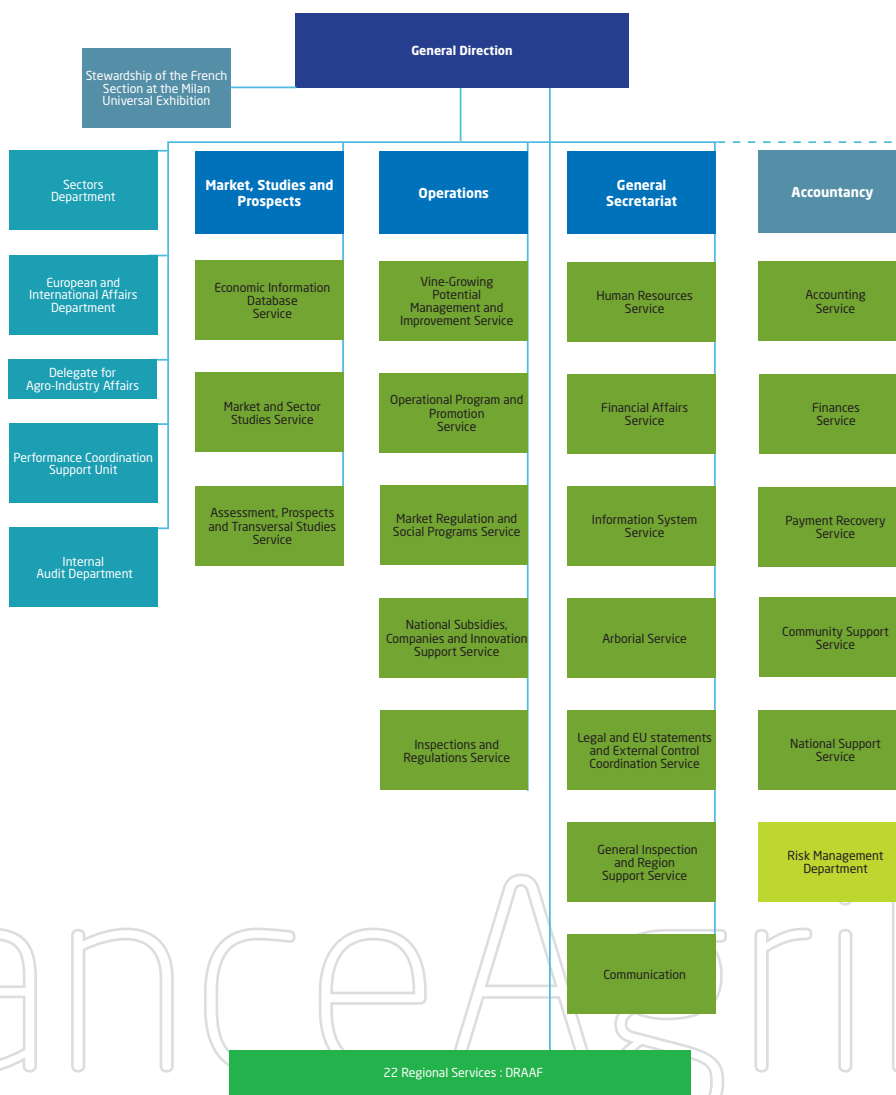 General Direction
Stewardship of the French
Section at the Milan
Universal Exhibition
Sectors
Department
European and
International Affairs
Department
Delegate for
Agro-Industry Affairs
Performance Coordination
Support Unit
Internal
Audit Department
Market, Studies and
Prospects
Economic Information
Database
Service
Market and Sector
Studies Service
Assessment, Prospects
and Transversal Studies
Service
Operations
Vine-Growing
Potential
Management and
Improvement Service
Operational Program and
Promotion
Service
Market Regulation and
Social Programs Service
National Subsidies,
Companies and Innovation
Support Service
Inspections and
Regulations Service
General
Secretariat
Human Resources
Service
Financial Affairs
Service
Information System
Service
Arborial Service
Legal and EU statements
and External Control
Coordination Service
General Inspection
and Region
Support Service
Communication
Accountancy
Accounting
Service
Finances
Service
Payment Recovery
Service
Community Support
Service
National Support
Service
Risk Management
Department
22 Regional Services : DRAAF
anceAgri